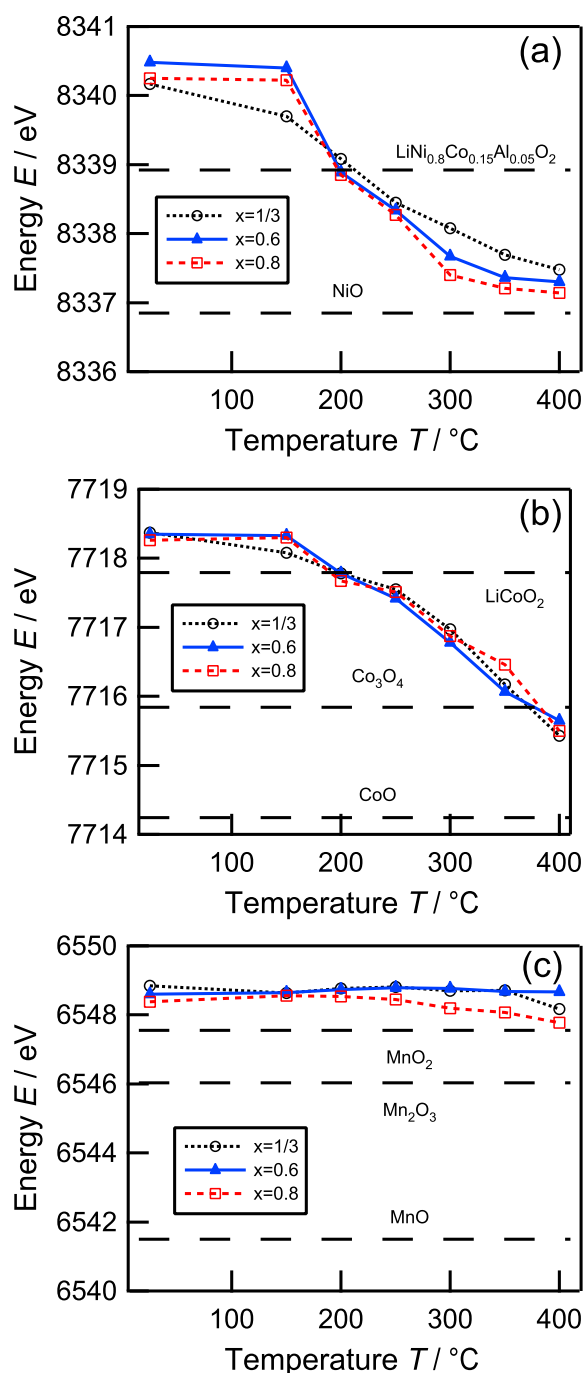 (a)
8341
8340
8339
8338
8337
8336
Energy E / eV
LiNi0.8Co0.15Al0.05O2
x=1/3
x=0.6
x=0.8
NiO
100 200 300 400
Temperature T / °C
(b)
7719
7718
7717
7716
7715
7714
Energy E / eV
LiCoO2
x=1/3
x=0.6
x=0.8
Co3O4
CoO
100 200 300 400
Temperature T / °C
(c)
6550
6548
6546
6544
6542
6540
Energy E / eV
MnO2
Mn2O3
x=1/3
x=0.6
x=0.8
MnO
100 200 300 400
Temperature T / °C